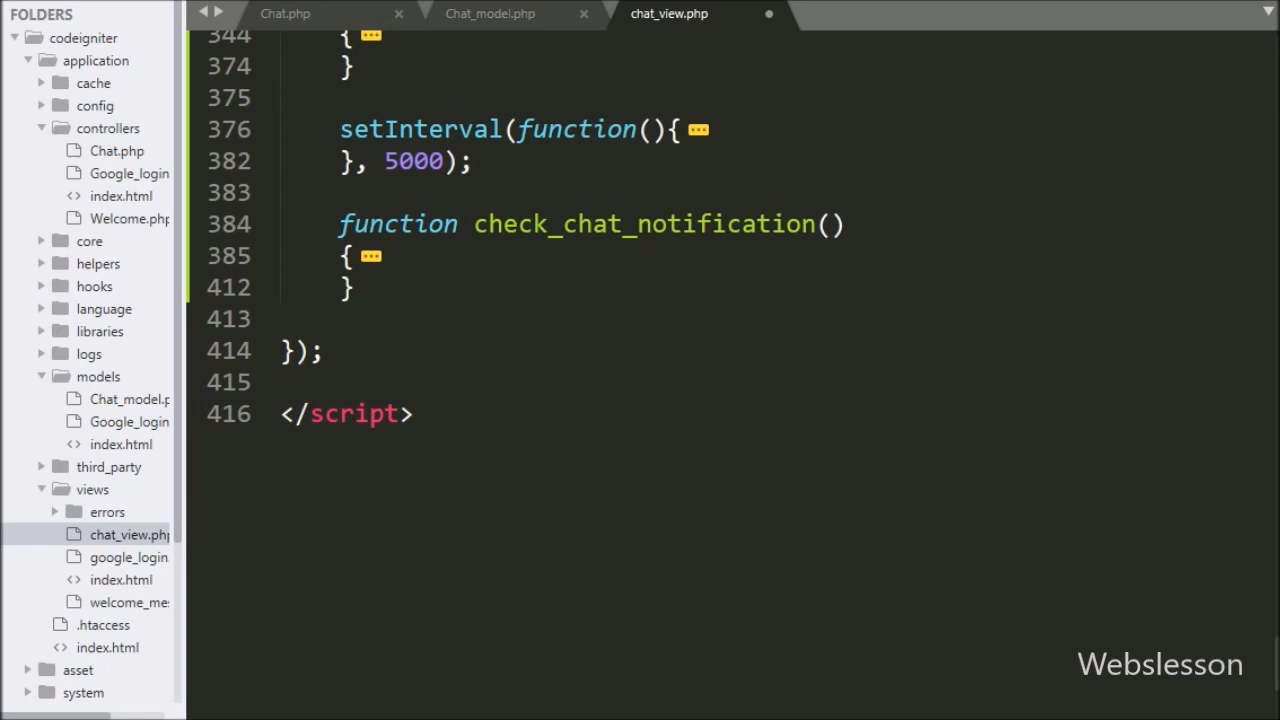 FOLDERS
codeigniter
application
cache
config
controllers
Chat.php
Google_login
index.html
Welcome.php
core
helpers
hooks
language
libraries
logs
models
Chat_model.p
Google_login
index.html
third_party
views
errors
chat_view.php
google_login
index.html
welcome_mes
.htaccess
index.html
asset
system
Chat.php
Chat_model.php
chat_view.php
344 {
374 }
375
376 setInterval(function(){
382 }, 5000);
383
384 function check_chat_notification()
385 {
412 }
413
414 });
415
416 </script>
Webslesson